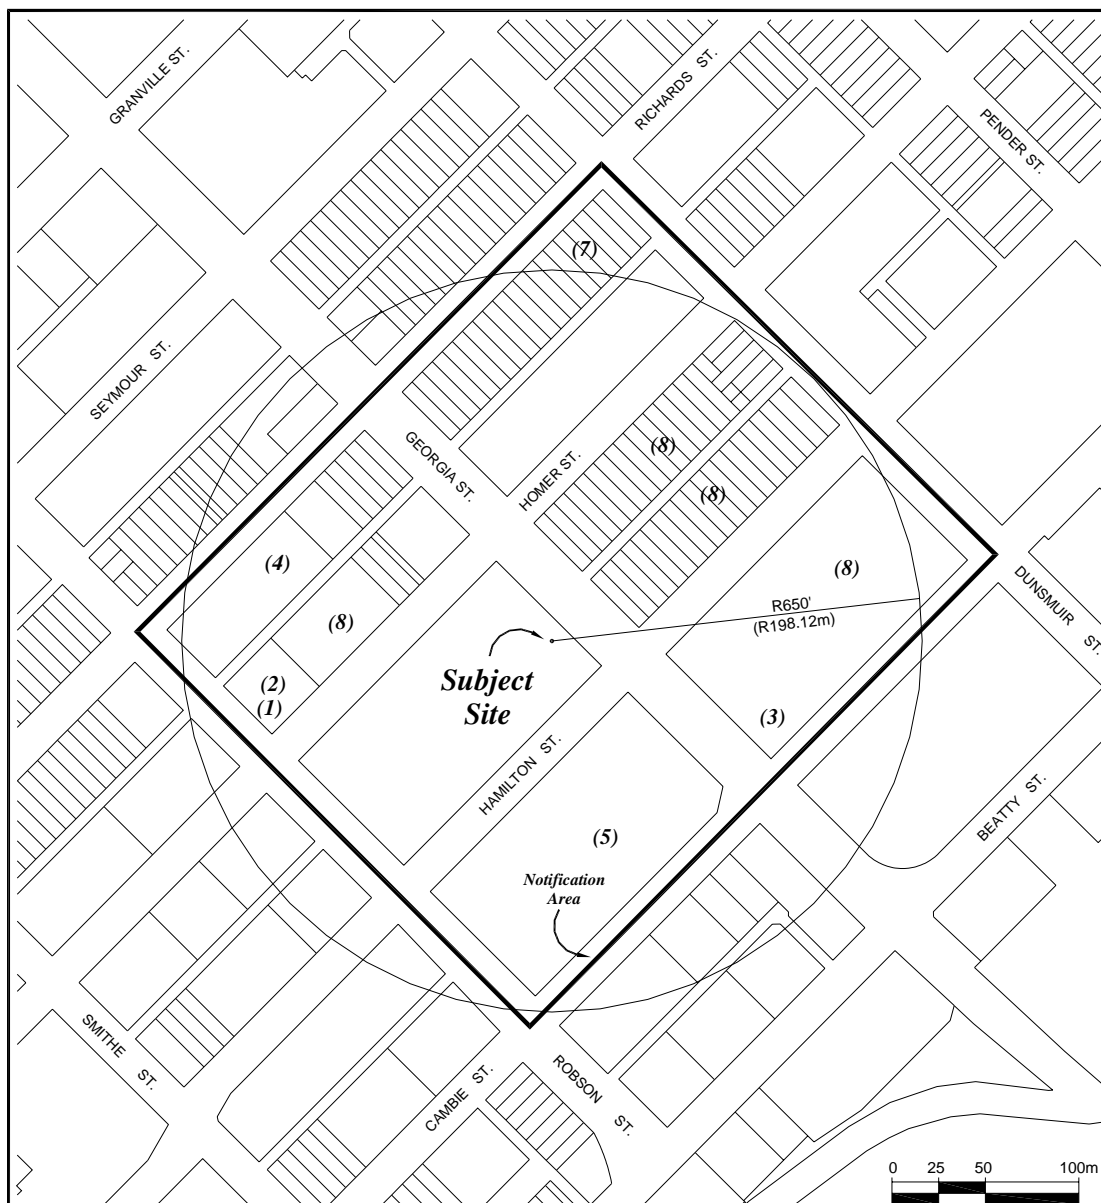 GRANVILLE ST.
RICHARDS ST.
PENDER ST.
(7)
SEYMOUR ST.
GEORGIA ST.
HOMER ST.
(8)
(8)
(4)
(8)
DUNSMUIR ST.
R650'
(R198.12m)
(8)
Subject
Site
(2)
(1)
(3)
HAMILTON ST.
BEATTY ST.
(5)
Notification
Area
SMITHE ST.
CAMBIE ST.
ROBSON ST.
0 25 50 100m